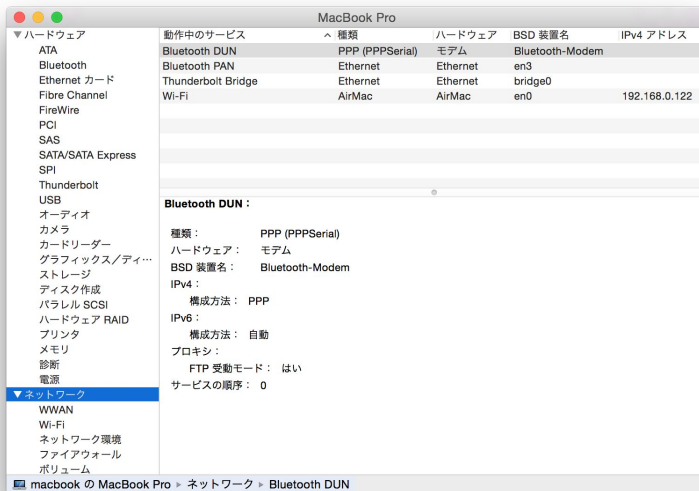 MacBook Pro
ハードウェア
ATA
Bluetooth
Ethernet カード
Fibre Channel
FireWire
PCI
SAS
SATA/SATA Express
SPI
Thunderbolt
USB
オーディオ
カメラ
カードリーダー
グラフィックス／ディ…
ストレージ
ディスク作成
パラレル SCSI
ハードウェア RAID
プリンタ
メモリ
診断
電源
ネットワーク
WWAN
Wi-Fi
ネットワーク環境
ファイアウォール
ボリューム
動作中のサービス 種類 ハードウェア BSD 装置名 IPv4 アドレス
Bluetooth DUN PPP (PPPSerial) モデム Bluetooth-Modem
Bluetooth PAN Ethernet Ethernet en3
Thunderbolt Bridge Ethernet Ethernet bridge0
Wi-Fi AirMac AirMac en0 192.168.0.122
Bluetooth DUN：
種類： PPP (PPPSerial)
ハードウェア： モデム
BSD 装置名： Bluetooth-Modem
IPv4：
構成方法： PPP
IPv6：
構成方法： 自動
プロキシ：
FTP 受動モード： はい
サービスの順序： 0
macbook の MacBook Pro ▸ ネットワーク ▸ Bluetooth DUN